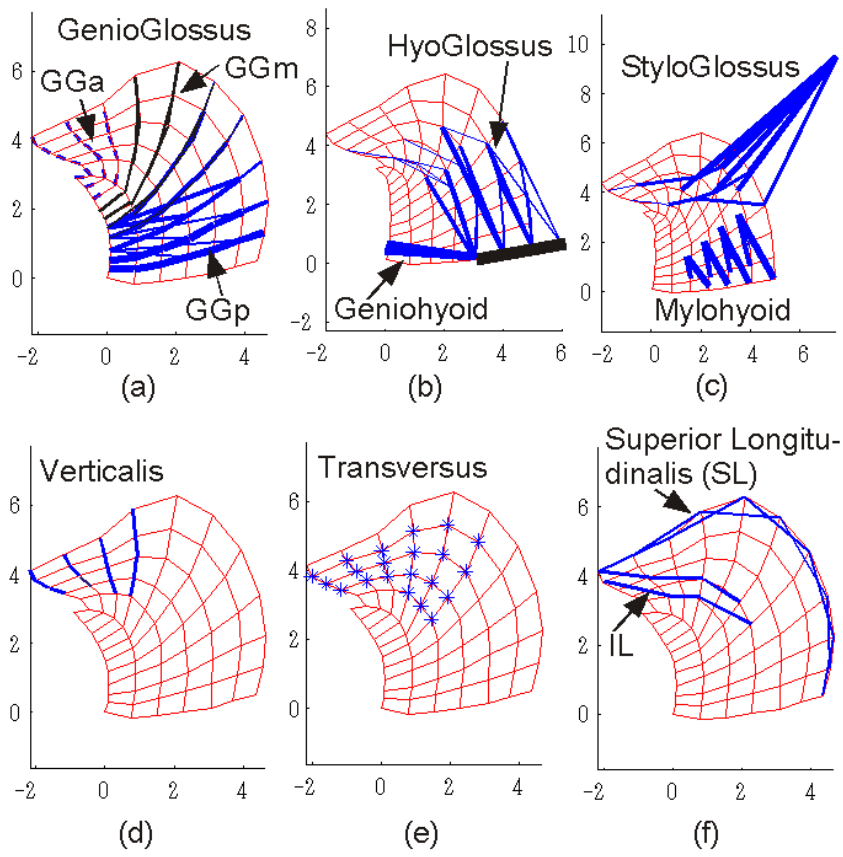 GenioGlossus
GGa
GGm
GGp
6
4
2
0
-2 0 2 4
(a)
HyoGlossus
Geniohyoid
8
6
4
2
0
-2
-2 0 2 4 6
(b)
StyloGlossus
Mylohyoid
10
8
6
4
2
0
-2 0 2 4 6
(c)
Verticalis
6
4
2
0
-2 0 2 4
(d)
Transversus
6
4
2
0
-2 0 2 4
(e)
Superior Longitu-
dinalis (SL)
IL
6
4
2
0
-2 0 2 4
(f)